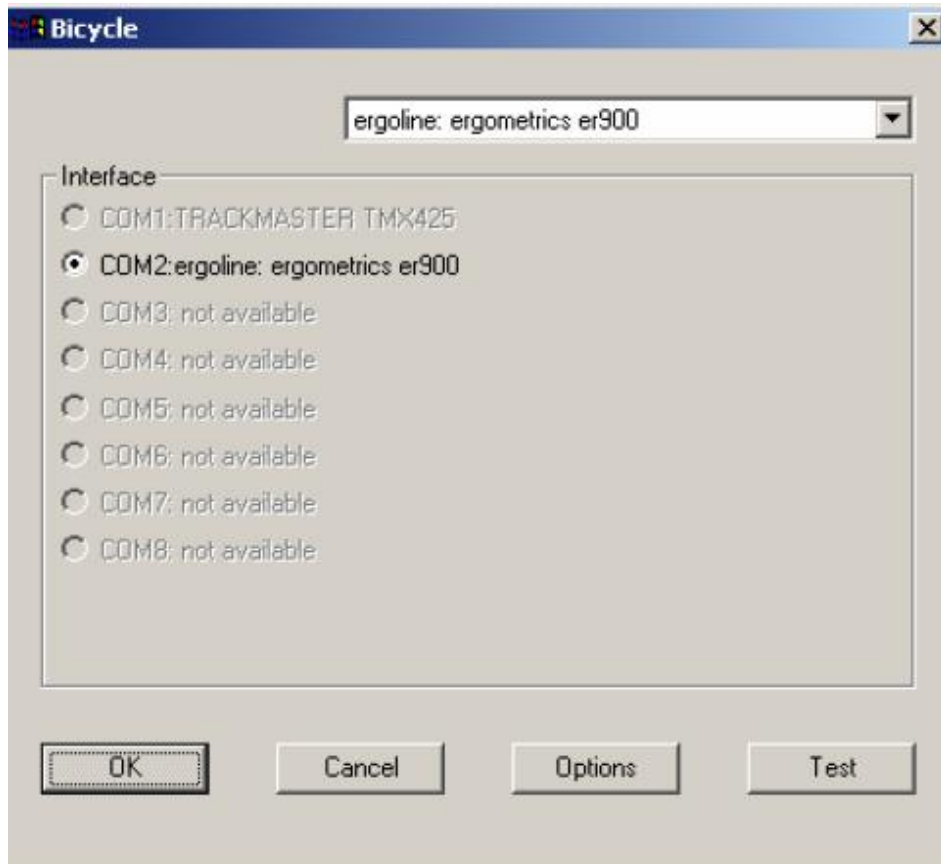 Bicycle
ergoline: ergometrics er900
Interface
COM1:TRACKMASTER TMX425
COM2:ergoline: ergometrics er900
COM3: not available
COM4: not available
COM5: not available
COM6: not available
COM7: not available
COM8: not available
OK Cancel Options Test